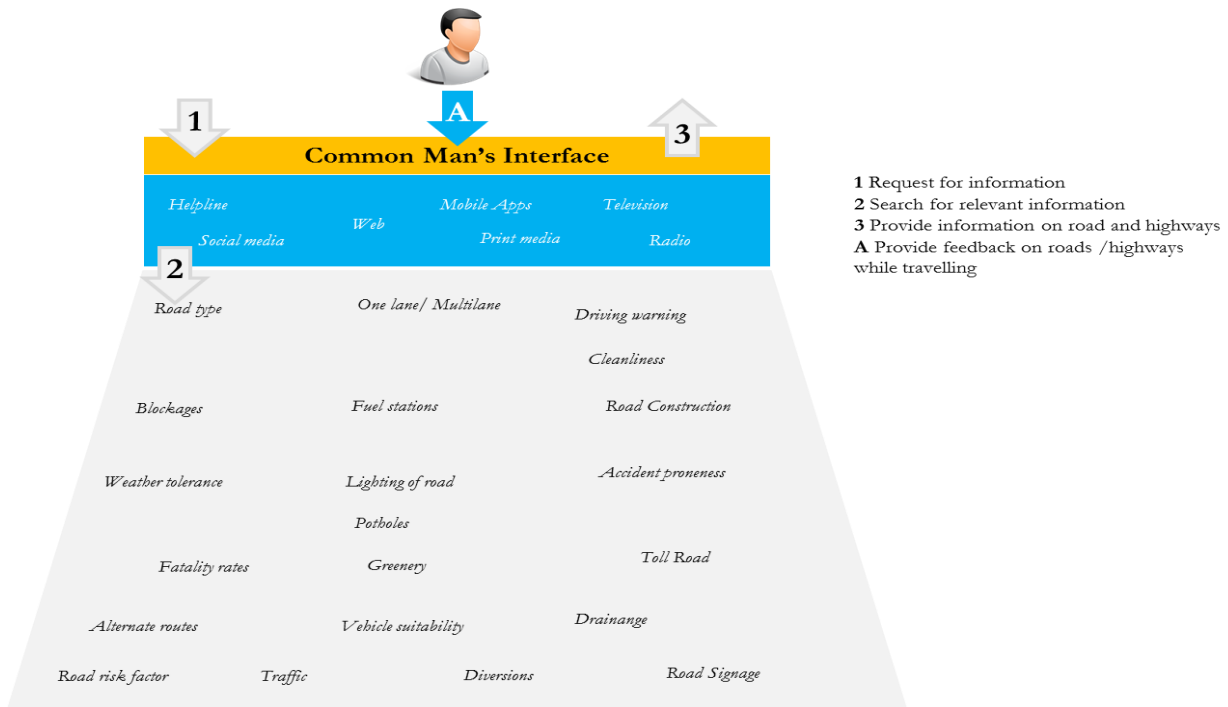 A
1
3
Common Man's Interface
Helpline
Mobile Apps
Television
Web
Social media
Print media
Radio
2
1 Request for information
2 Search for relevant information
3 Provide information on road and highways
A Provide feedback on roads /highways
while travelling
Road type
One lane/ Multilane
Driving warning
Cleanliness
Blockages
Fuel stations
Road Construction
Weather tolerance
Lighting of road
Accident proneness
Potholes
Fatality rates
Greenery
Toll Road
Alternate routes
Vehicle suitability
Drainange
Road risk factor
Traffic
Diversions
Road Signage